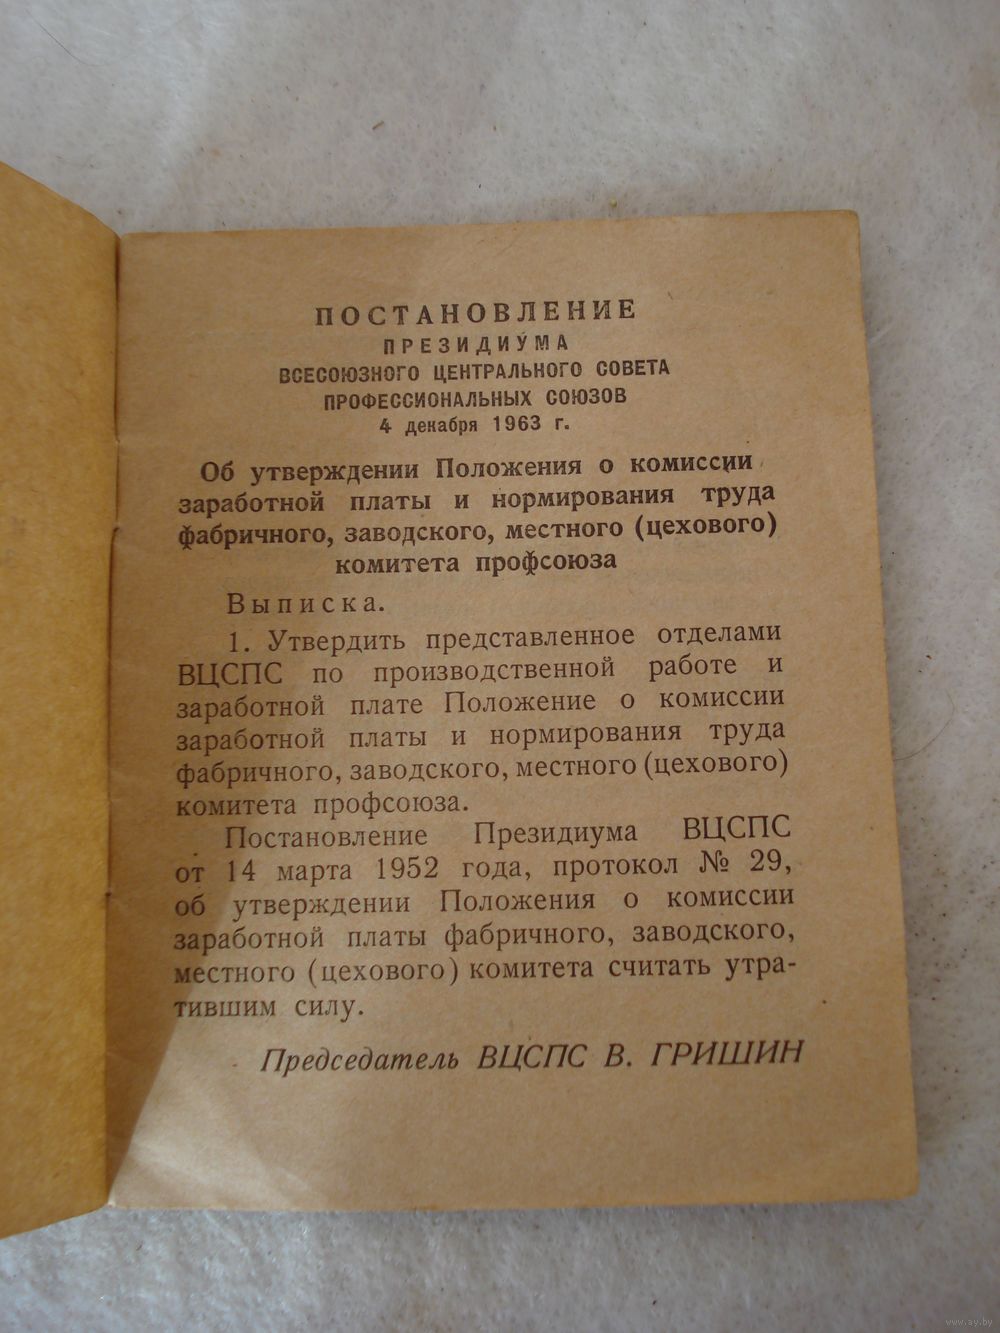 ПОСТАНОВЛЕНИЕ
ПРЕЗИДИУМА
ВСЕСОЮЗНОГО ЦЕНТРАЛЬНОГО СОВЕТА
ПРОФЕССИОНАЛЬНЫХ СОЮЗОВ
4 декабря 1963 г.
Об утверждении Положения о комиссии
заработной платы и нормирования труда
фабричного, заводского, местного (цехового)
комитета профсоюза
Выписка.
1. Утвердить представленное отделами
ВЦСПС по производственной работе и
заработной плате Положение о комиссии
заработной платы и нормирования труда
фабричного, заводского, местного (цехового)
комитета профсоюза.
Постановление Президиума ВЦСПС
от 14 марта 1952 года, протокол № 29,
об утверждении Положения о комиссии
заработной платы фабричного, заводского,
местного (цехового) комитета считать утра-
тившим силу.
Председатель ВЦСПС В. ГРИШИН
www.ay.by